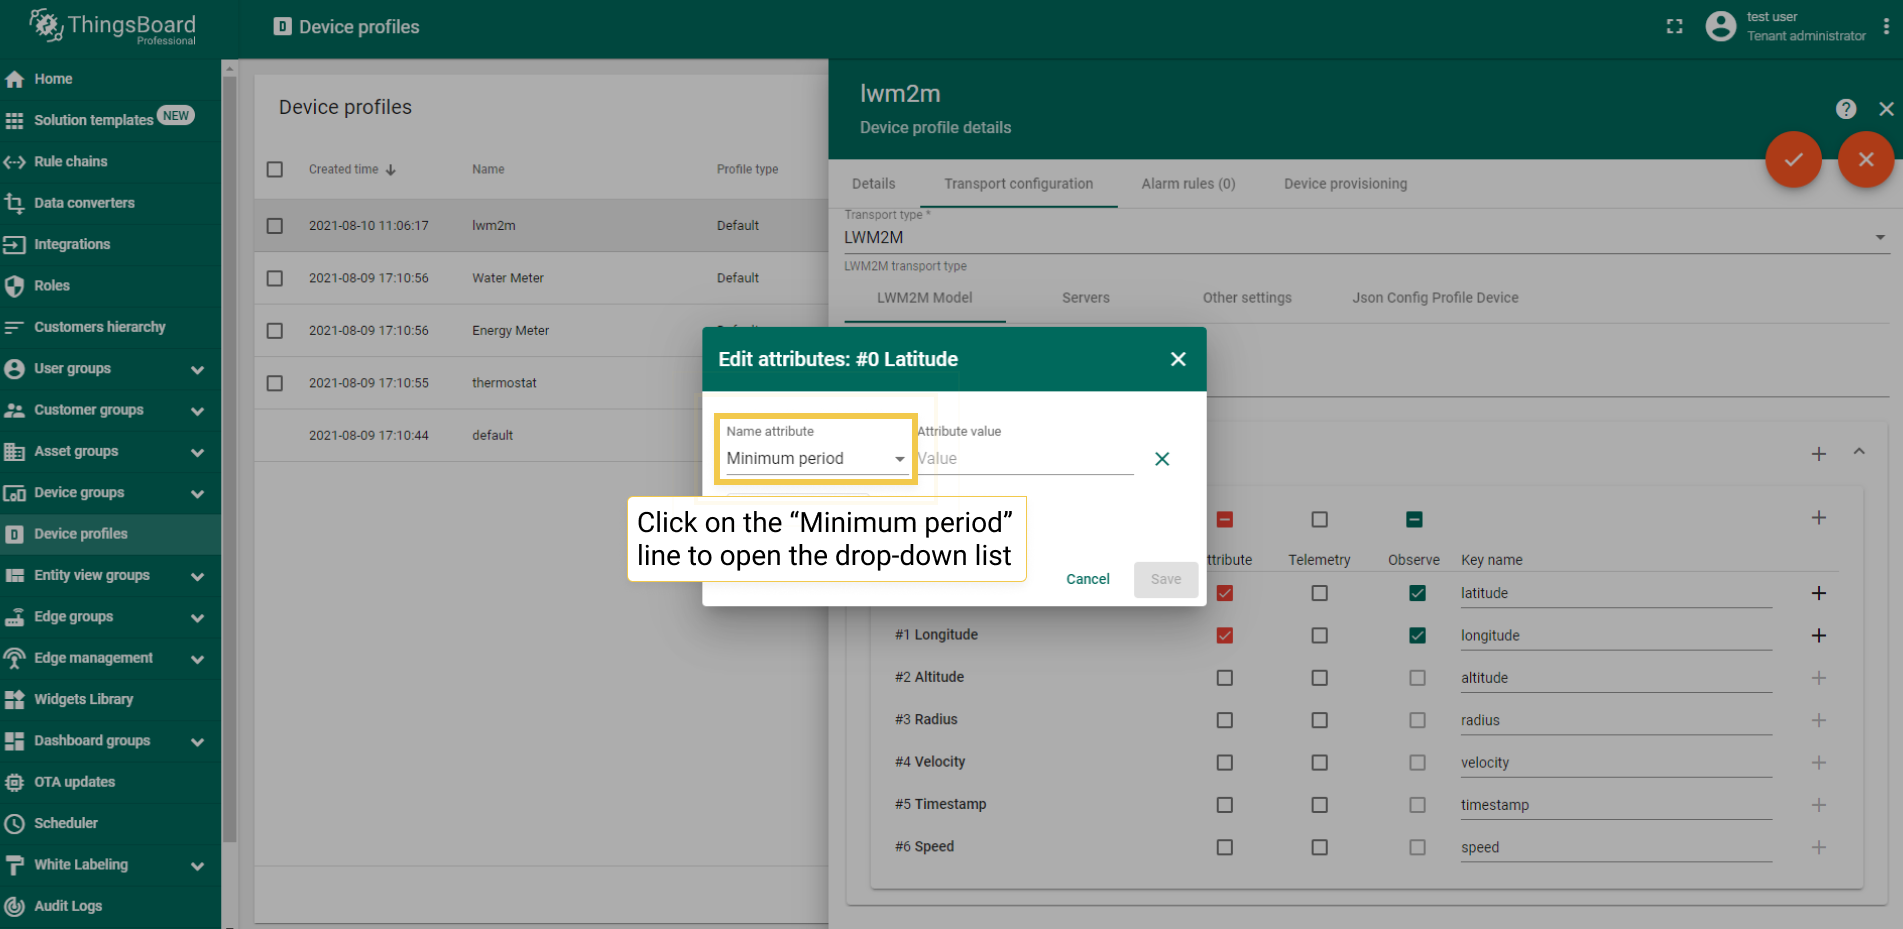 ThingsBoard
Professional
Device profiles
test user
Tenant administrator
Home
Solution templates NEW
Rule chains
Data converters
Integrations
Roles
Customers hierarchy
User groups
Customer groups
Asset groups
Device groups
Device profiles
Entity view groups
Edge groups
Edge management
Widgets Library
Dashboard groups
OTA updates
Scheduler
White Labeling
Audit Logs
Device profiles
Created time Name Profile type
2021-08-10 11:06:17 lwm2m Default
2021-08-09 17:10:56 Water Meter Default
2021-08-09 17:10:56 Energy Meter
2021-08-09 17:10:55 thermostat
2021-08-09 17:10:44 default
lwm2m
Device profile details
Details Transport configuration Alarm rules (0) Device provisioning
Transport type *
LWM2M
LWM2M transport type
LWM2M Model Servers Other settings Json Config Profile Device
Edit attributes: #0 Latitude
Name attribute Attribute value
Minimum period Value
Click on the “Minimum period”
line to open the drop-down list
Cancel Save
ttribute Telemetry Observe Key name
latitude
#1 Longitude longitude
#2 Altitude altitude
#3 Radius radius
#4 Velocity velocity
#5 Timestamp timestamp
#6 Speed speed